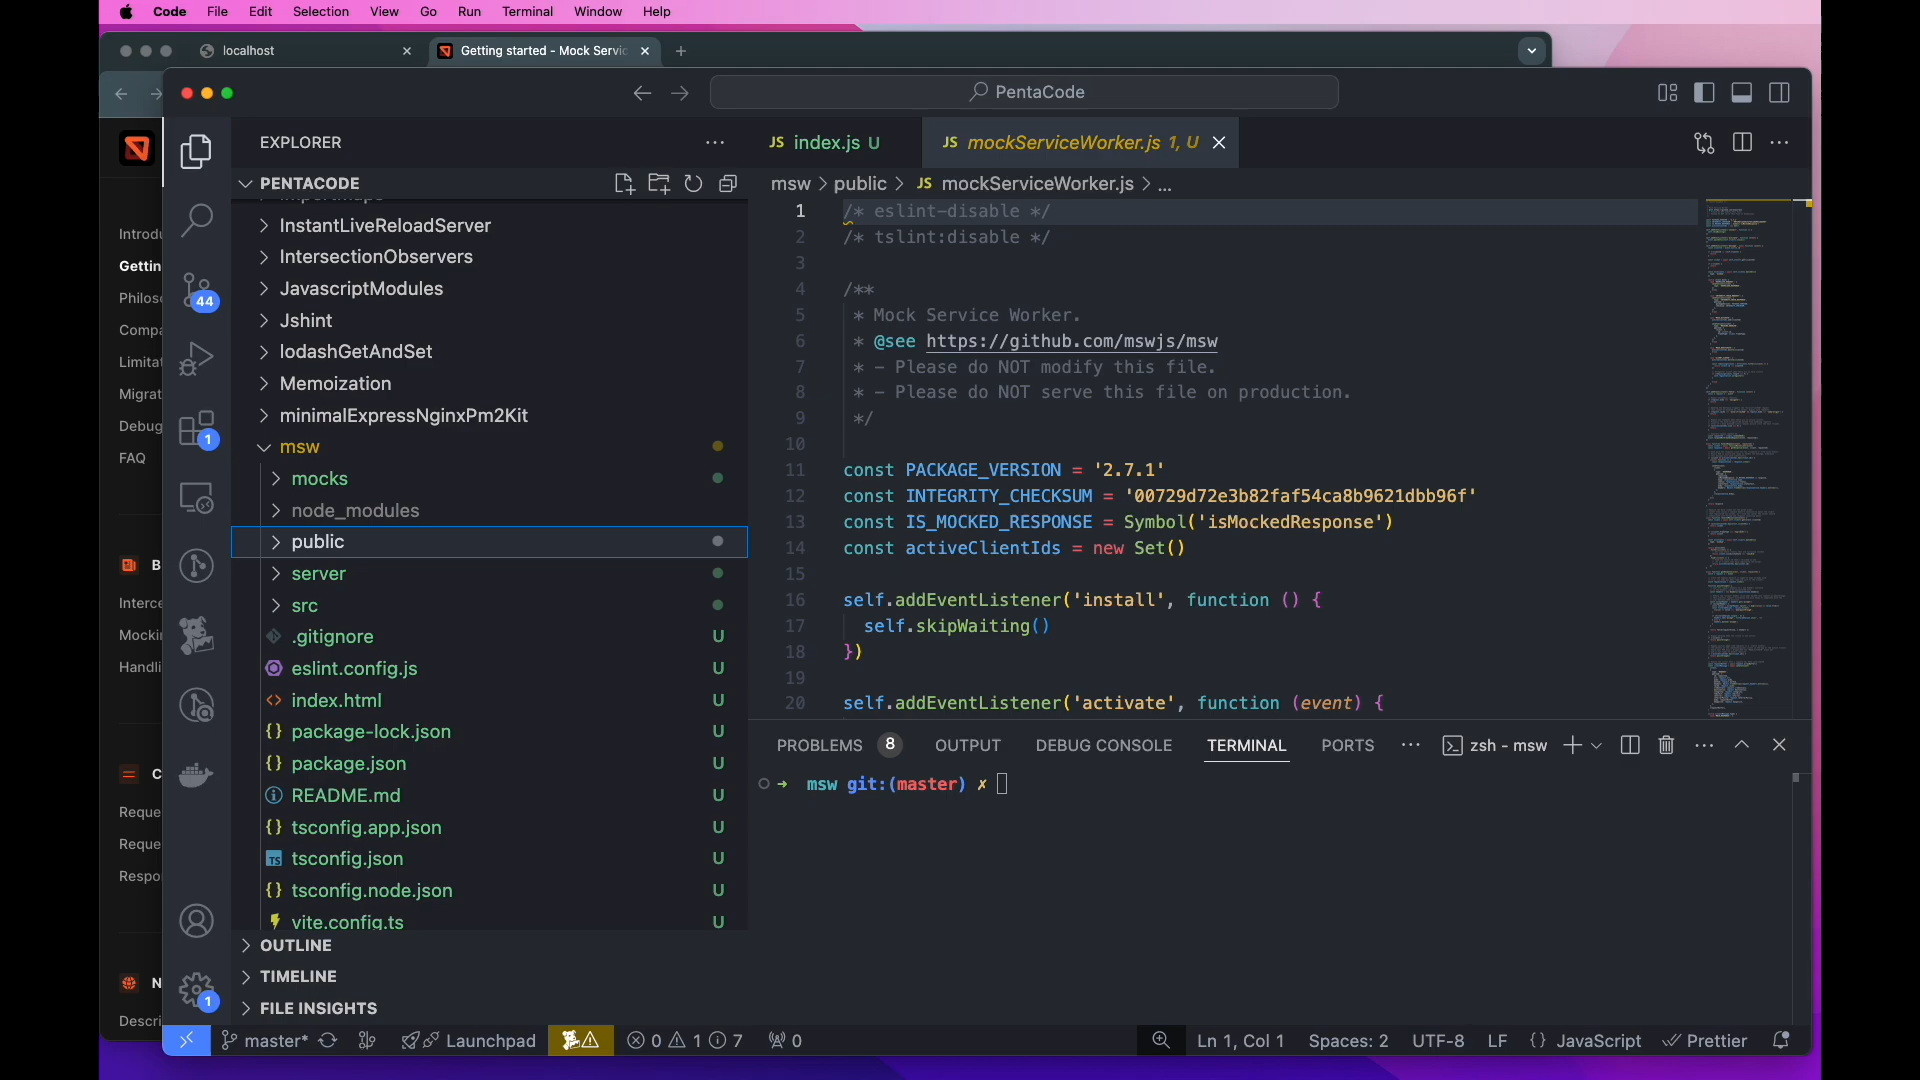 Code File Edit Selection View Go Run Terminal Window Help
localhost
Getting started - Mock Servic
PentaCode
EXPLORER
index.js U
mockServiceWorker.js 1, U
PENTACODE
msw > public > JS mockServiceWorker.js > ...
InstantLiveReloadServer
IntersectionObservers
JavascriptModules
Jshint
lodashGetAndSet
Memoization
minimalExpressNginxPm2Kit
msw
mocks
node_modules
public
server
src
.gitignore U
eslint.config.js U
index.html U
package-lock.json U
package.json U
README.md U
tsconfig.app.json U
tsconfig.json U
tsconfig.node.json U
vite.config.ts U
OUTLINE
TIMELINE
FILE INSIGHTS
Introdu
Gettin
Philos
Compa
Limitat
Migrat
Debug
FAQ
B
Interce
Mockin
Handli
C
Reque
Reque
Respo
N
Descri
44
1
1
1 /* eslint-disable */
2 /* tslint:disable */
3
4 /**
5 * Mock Service Worker.
6 * @see https://github.com/mswjs/msw
7 * - Please do NOT modify this file.
8 * - Please do NOT serve this file on production.
9 */
10
11 const PACKAGE_VERSION = '2.7.1'
12 const INTEGRITY_CHECKSUM = '00729d72e3b82faf54ca8b9621dbb96f'
13 const IS_MOCKED_RESPONSE = Symbol('isMockedResponse')
14 const activeClientIds = new Set()
15
16 self.addEventListener('install', function () {
17 self.skipWaiting()
18 })
19
20 self.addEventListener('activate', function (event) {
PROBLEMS 8 OUTPUT DEBUG CONSOLE TERMINAL PORTS ... zsh - msw
➜ msw git:(master) ✗
master* Launchpad 0 1 7 0 Ln 1, Col 1 Spaces: 2 UTF-8 LF {} JavaScript Prettier